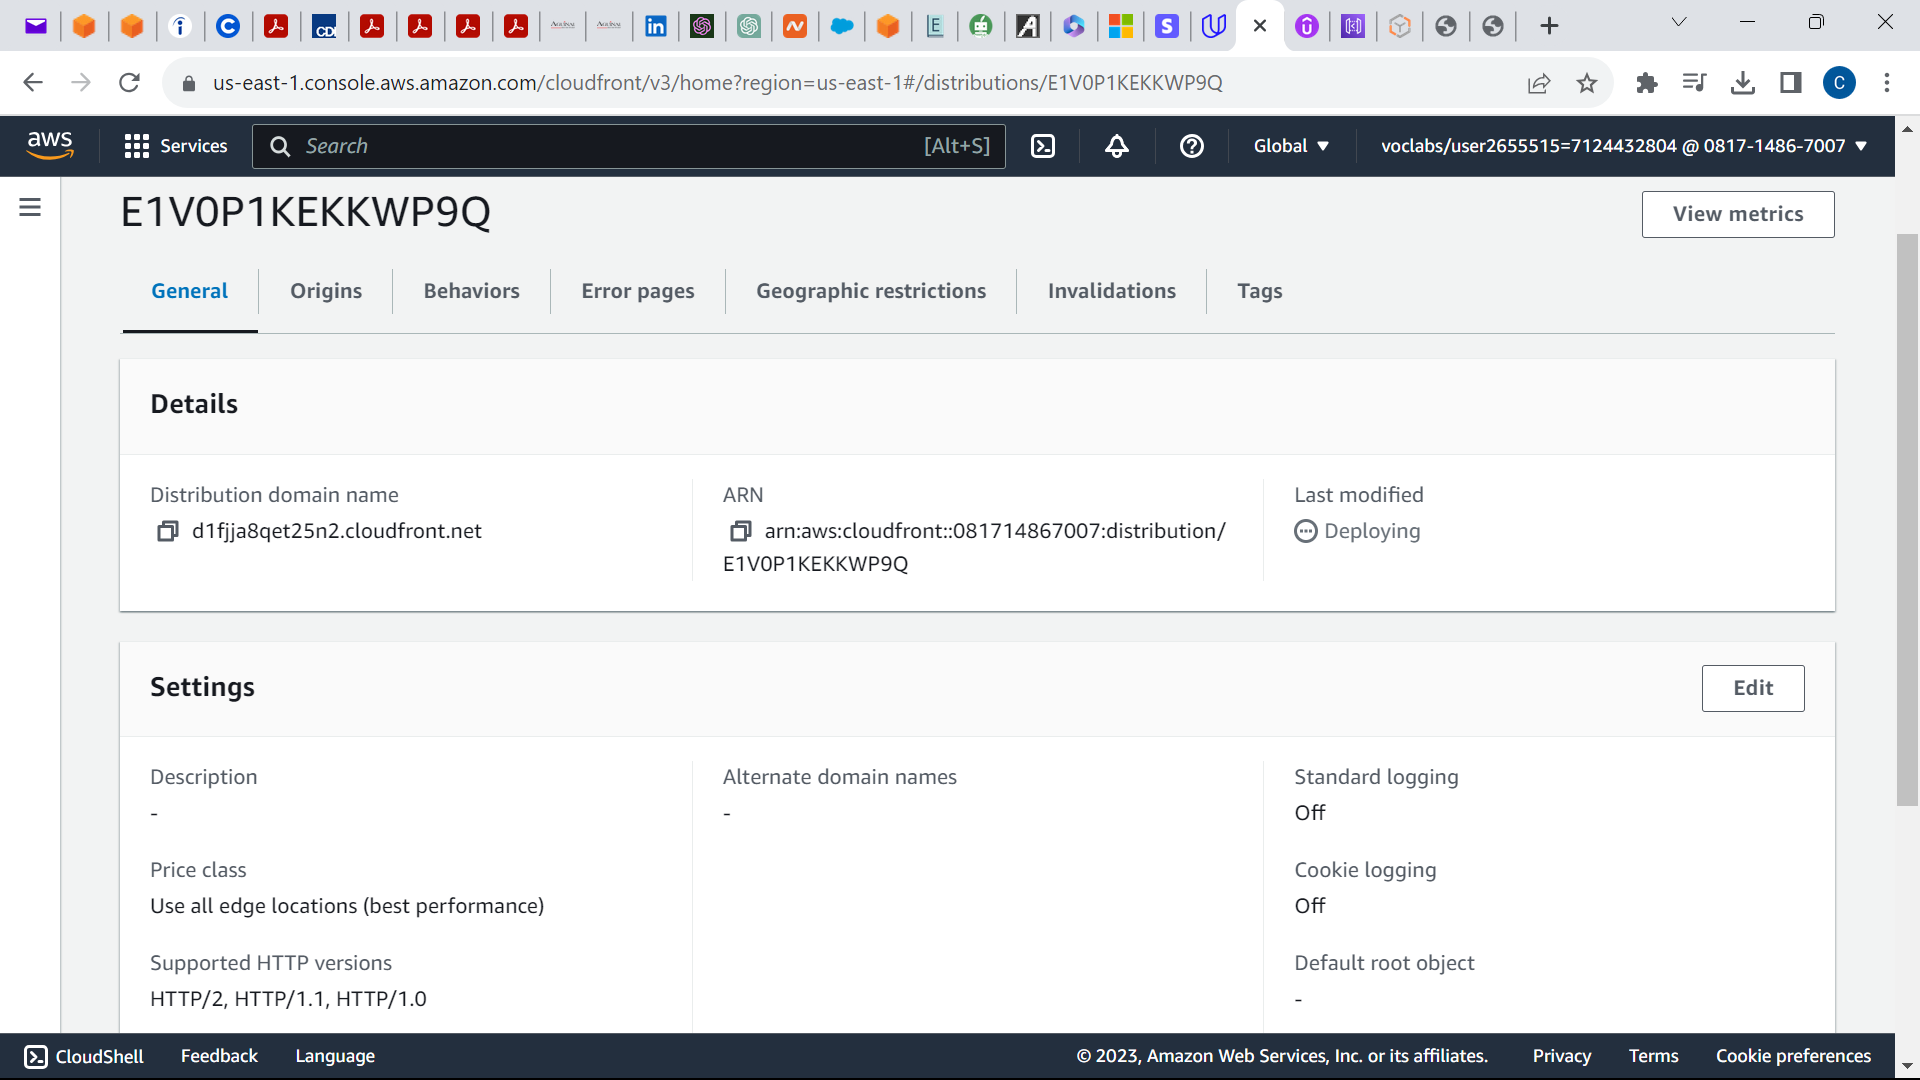 us-east-1.console.aws.amazon.com/cloudfront/v3/home?region=us-east-1#/distributions/E1V0P1KEKKWP9Q
C
aws
Services
Search
[Alt+S]
Global
voclabs/user2655515=7124432804 @ 0817-1486-7007
E1V0P1KEKKWP9Q
View metrics
General
Origins
Behaviors
Error pages
Geographic restrictions
Invalidations
Tags
Details
Distribution domain name
d1fjja8qet25n2.cloudfront.net
ARN
arn:aws:cloudfront::081714867007:distribution/
E1V0P1KEKKWP9Q
Last modified
Deploying
Settings
Edit
Description
-
Alternate domain names
-
Standard logging
Off
Price class
Use all edge locations (best performance)
Cookie logging
Off
Supported HTTP versions
HTTP/2, HTTP/1.1, HTTP/1.0
Default root object
-
CloudShell
Feedback
Language
© 2023, Amazon Web Services, Inc. or its affiliates.
Privacy
Terms
Cookie preferences